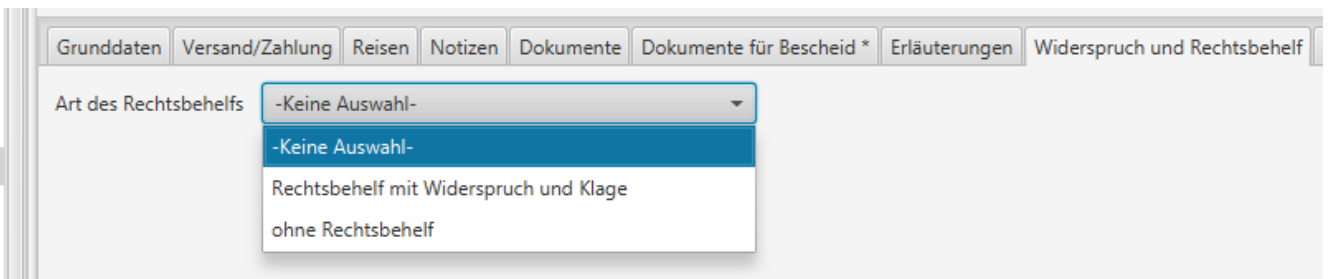 Grunddaten Versand/Zahlung Reisen Notizen Dokumente Dokumente für Bescheid * Erläuterungen Widerspruch und Rechtsbehelf
Art des Rechtsbehelfs -Keine Auswahl-
-Keine Auswahl-
Rechtsbehelf mit Widerspruch und Klage
ohne Rechtsbehelf